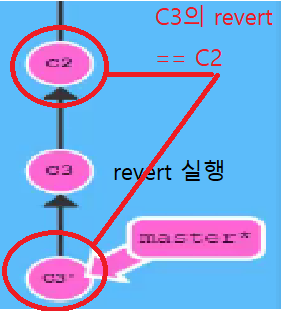 C3의 revert
== C2
C2
C3
revert 실행
master*
C3'